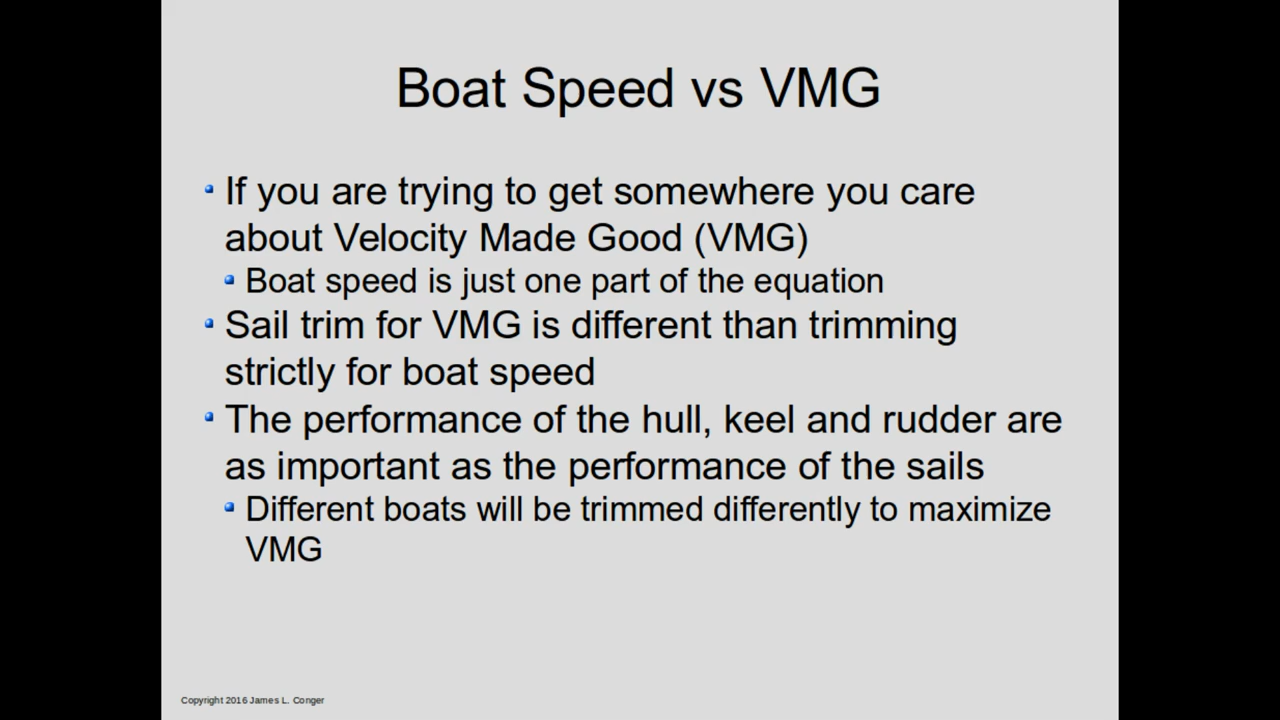 Boat Speed vs VMG
If you are trying to get somewhere you care
about Velocity Made Good (VMG)
Boat speed is just one part of the equation
Sail trim for VMG is different than trimming
strictly for boat speed
The performance of the hull, keel and rudder are
as important as the performance of the sails
Different boats will be trimmed differently to maximize
VMG
Copyright 2016 James L. Conger